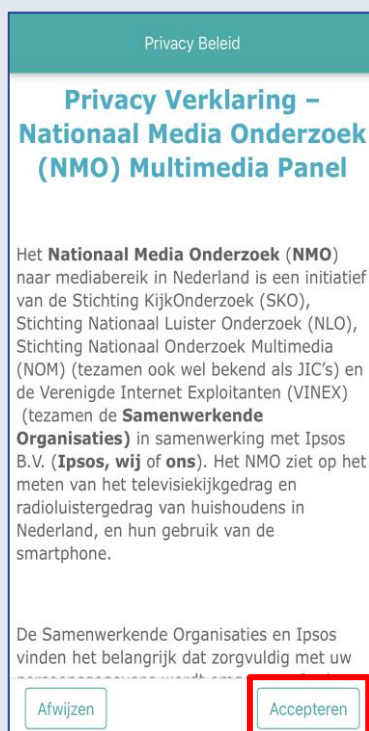 Privacy Beleid
Privacy Verklaring –
Nationaal Media Onderzoek
(NMO) Multimedia Panel
Het Nationaal Media Onderzoek (NMO)
naar mediabereik in Nederland is een initiatief
van de Stichting KijkOnderzoek (SKO),
Stichting Nationaal Luister Onderzoek (NLO),
Stichting Nationaal Onderzoek Multimedia
(NOM) (tezamen ook wel bekend als JIC’s) en
de Verenigde Internet Exploitanten (VINEX)
(tezamen de Samenwerkende
Organisaties) in samenwerking met Ipsos
B.V. (Ipsos, wij of ons). Het NMO ziet op het
meten van het televisiekijkgedrag en
radioluistergedrag van huishoudens in
Nederland, en hun gebruik van de
smartphone.
De Samenwerkende Organisaties en Ipsos
vinden het belangrijk dat zorgvuldig met uw
Afwijzen
Accepteren